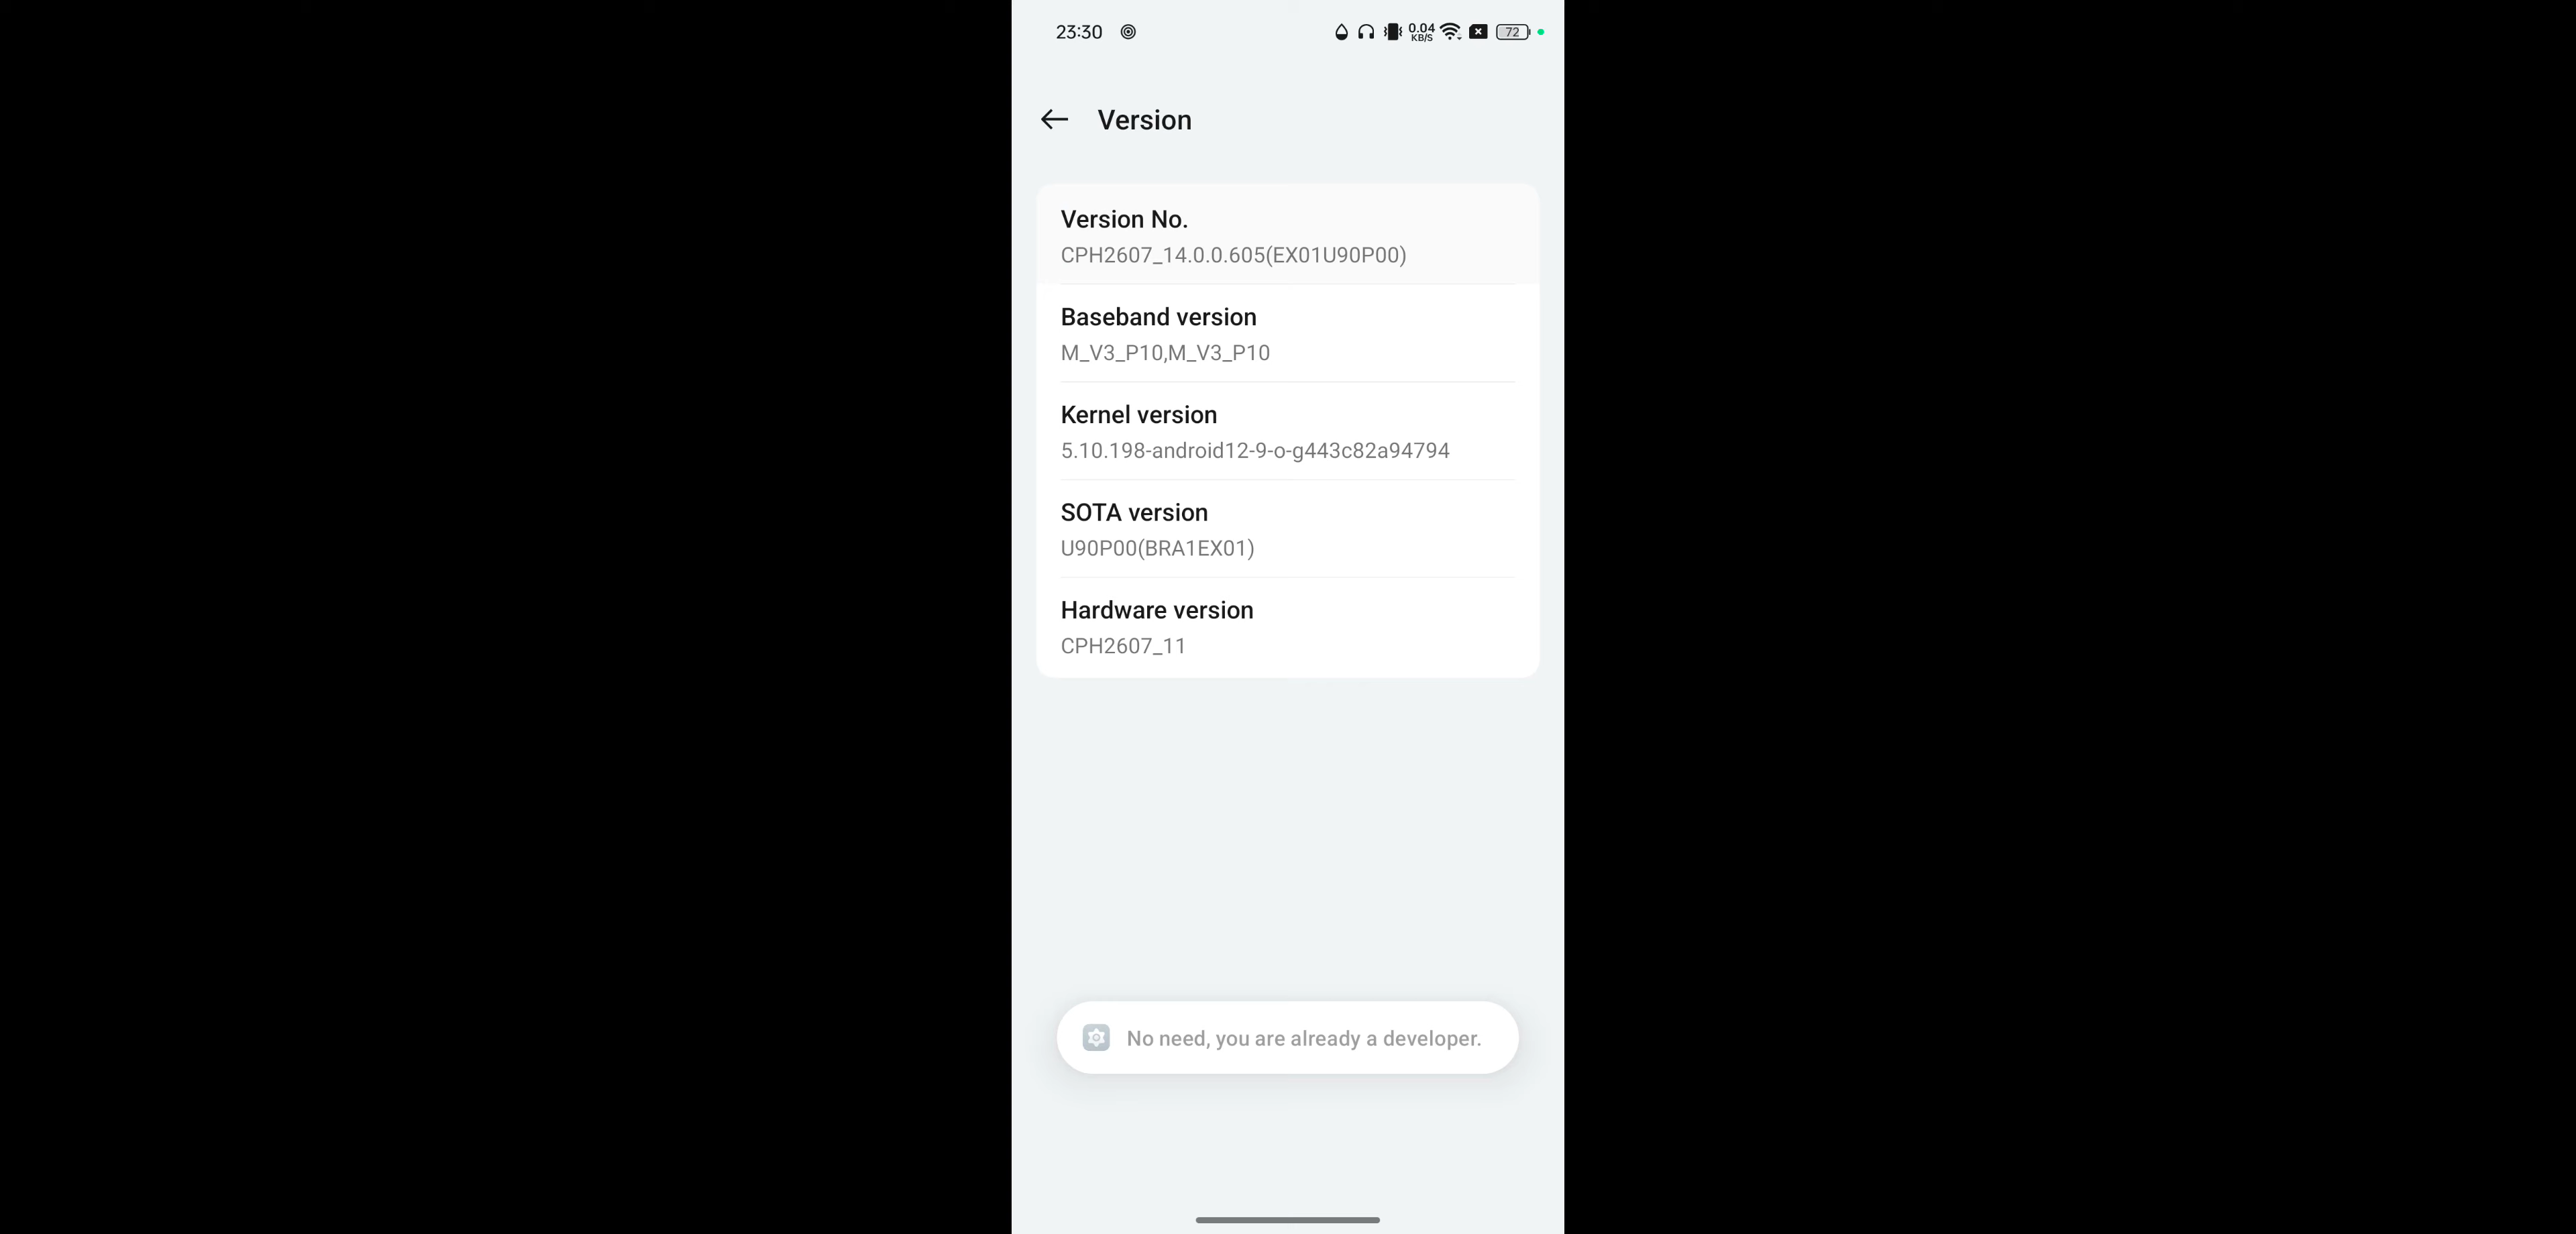 23:30
0.04
KB/S
72
Version
Version No.
CPH2607_14.0.0.605(EX01U90P00)
Baseband version
M_V3_P10,M_V3_P10
Kernel version
5.10.198-android12-9-o-g443c82a94794
SOTA version
U90P00(BRA1EX01)
Hardware version
CPH2607_11
No need, you are already a developer.